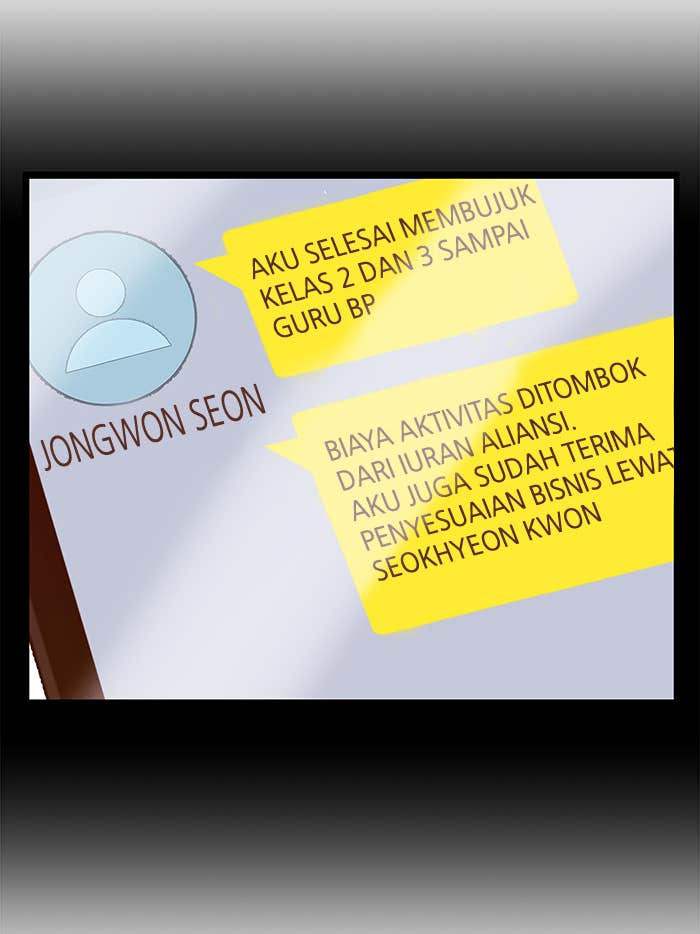 AKU SELESAI MEMBUJUK
KELAS 2 DAN 3 SAMPAI
GURU BP
JONGWON SEON
BIAYA AKTIVITAS DITOMBOK
DARI IURAN ALIANSI.
AKU JUGA SUDAH TERIMA
PENYESUAIAN BISNIS LEWAT
SEOKHYEON KWON